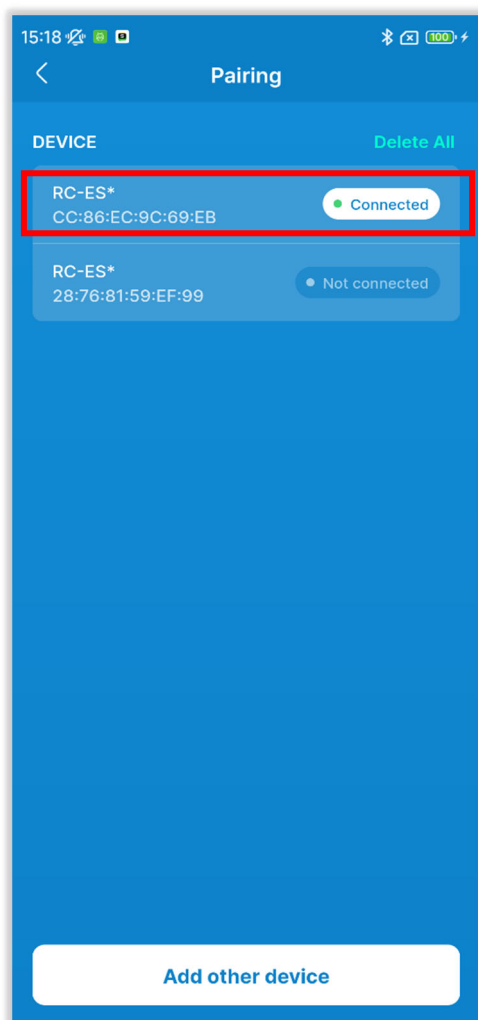 15:18
100
Pairing
DEVICE
Delete All
RC-ES*
CC:86:EC:9C:69:EB
Connected
RC-ES*
28:76:81:59:EF:99
Not connected
Add other device